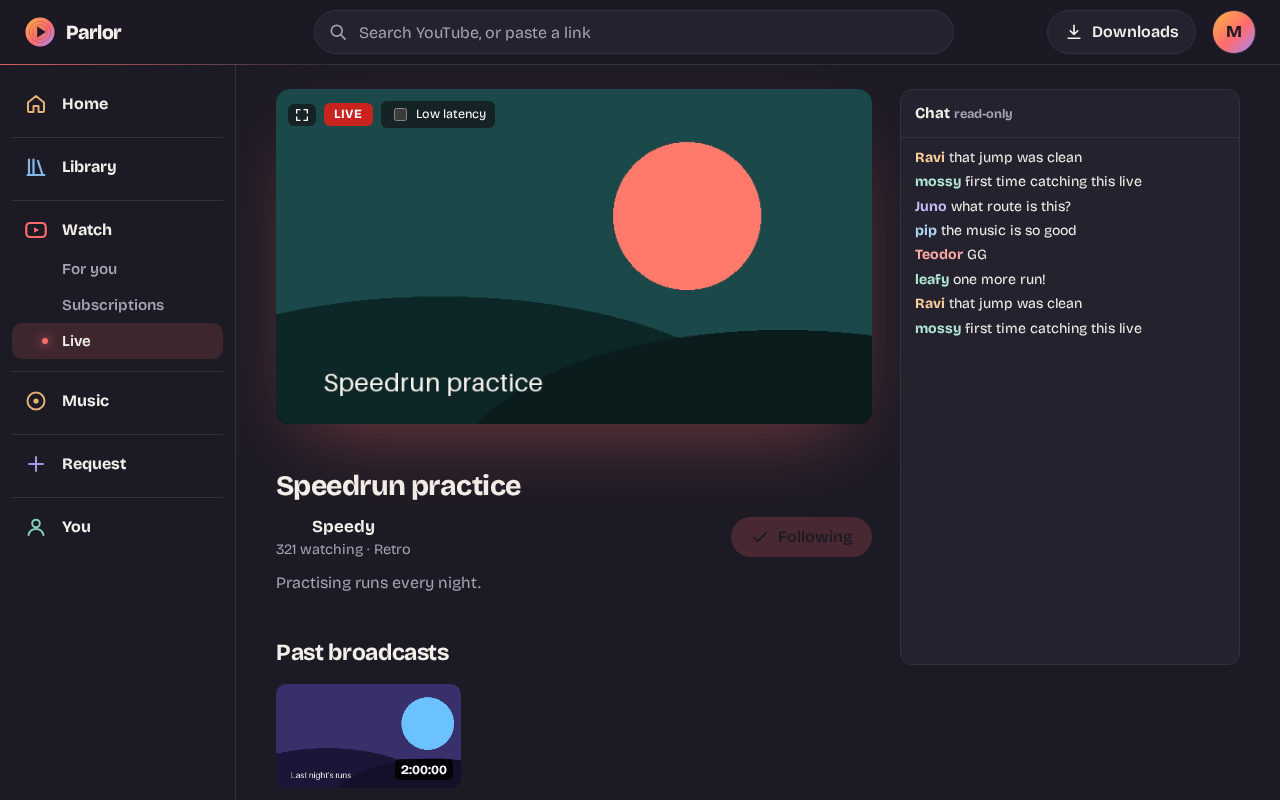 Parlor
Search YouTube, or paste a link
Downloads
M
Home
Library
Watch
For you
Subscriptions
Live
Music
Request
You
LIVE
Low latency
Speedrun practice
Speedrun practice
Speedy
321 watching · Retro
Following
Practising runs every night.
Past broadcasts
Last night's runs
2:00:00
Chat read-only
Ravi that jump was clean
mossy first time catching this live
Juno what route is this?
pip the music is so good
Teodor GG
leafy one more run!
Ravi that jump was clean
mossy first time catching this live